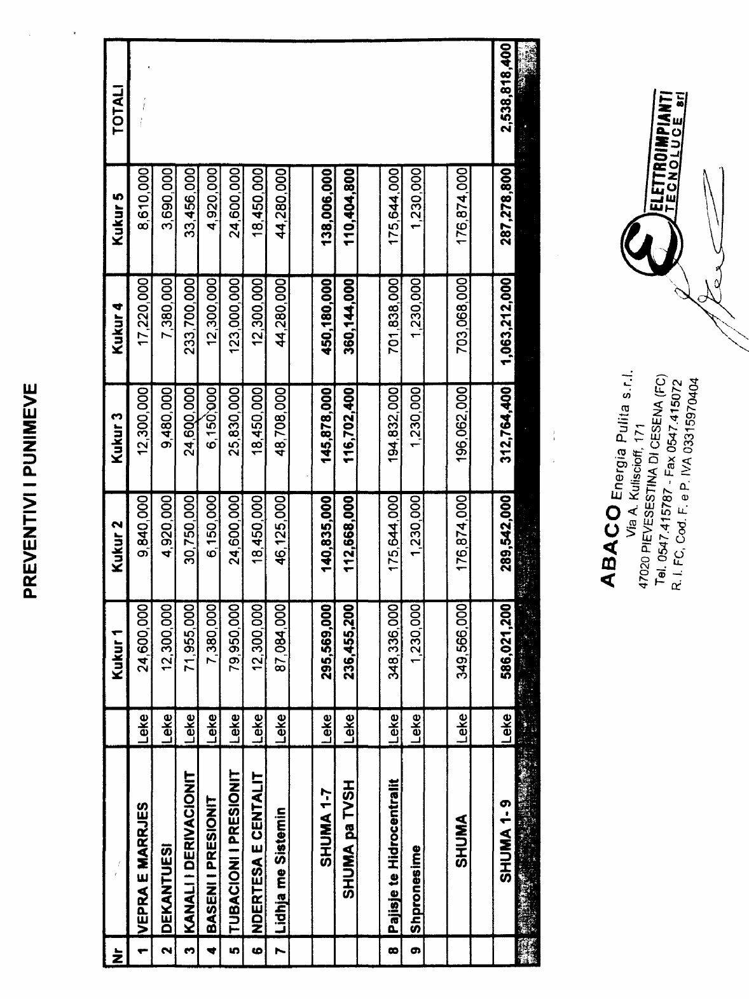 PREVENTIVI I PUNIMEVE
Nr Kukur 1 Kukur 2 Kukur 3 Kukur 4 Kukur 5 TOTALI
1 VEPRA E MARRJES Leke 24,600,000 9,840,000 12,300,000 17,220,000 8,610,000
2 DEKANTUESI Leke 12,300,000 4,920,000 9,480,000 7,380,000 3,690,000
3 KANALI I DERIVACIONIT Leke 71,955,000 30,750,000 24,600,000 233,700,000 33,456,000
4 BASENI I PRESIONIT Leke 7,380,000 6,150,000 6,150,000 12,300,000 4,920,000
5 TUBACIONI I PRESIONIT Leke 79,950,000 24,600,000 25,830,000 123,000,000 24,600,000
6 NDERTESA E CENTALIT Leke 12,300,000 18,450,000 18,450,000 12,300,000 18,450,000
7 Lidhja me Sistemin Leke 87,084,000 46,125,000 48,708,000 44,280,000 44,280,000
SHUMA 1-7 Leke 295,569,000 140,835,000 145,878,000 450,180,000 138,006,000
SHUMA pa TVSH Leke 236,455,200 112,668,000 116,702,400 360,144,000 110,404,800
8 Pajisje te Hidrocentralit Leke 348,336,000 175,644,000 194,832,000 701,838,000 175,644,000
9 Shpronesime Leke 1,230,000 1,230,000 1,230,000 1,230,000 1,230,000
SHUMA Leke 349,566,000 176,874,000 196,062,000 703,068,000 176,874,000
SHUMA 1- 9 Leke 586,021,200 289,542,000 312,764,400 1,063,212,000 287,278,800 2,538,818,400
ABACO Energia Pulita s.r.l.
Via A. Kuliscioff, 171
47020 PIEVESESTINA DI CESENA (FC)
Tel. 0547.415787 - Fax 0547.415072
R. I. FC, Cod. F. e P. IVA 03315970404
ELETTROIMPIANTI
TECNOLUCE srl